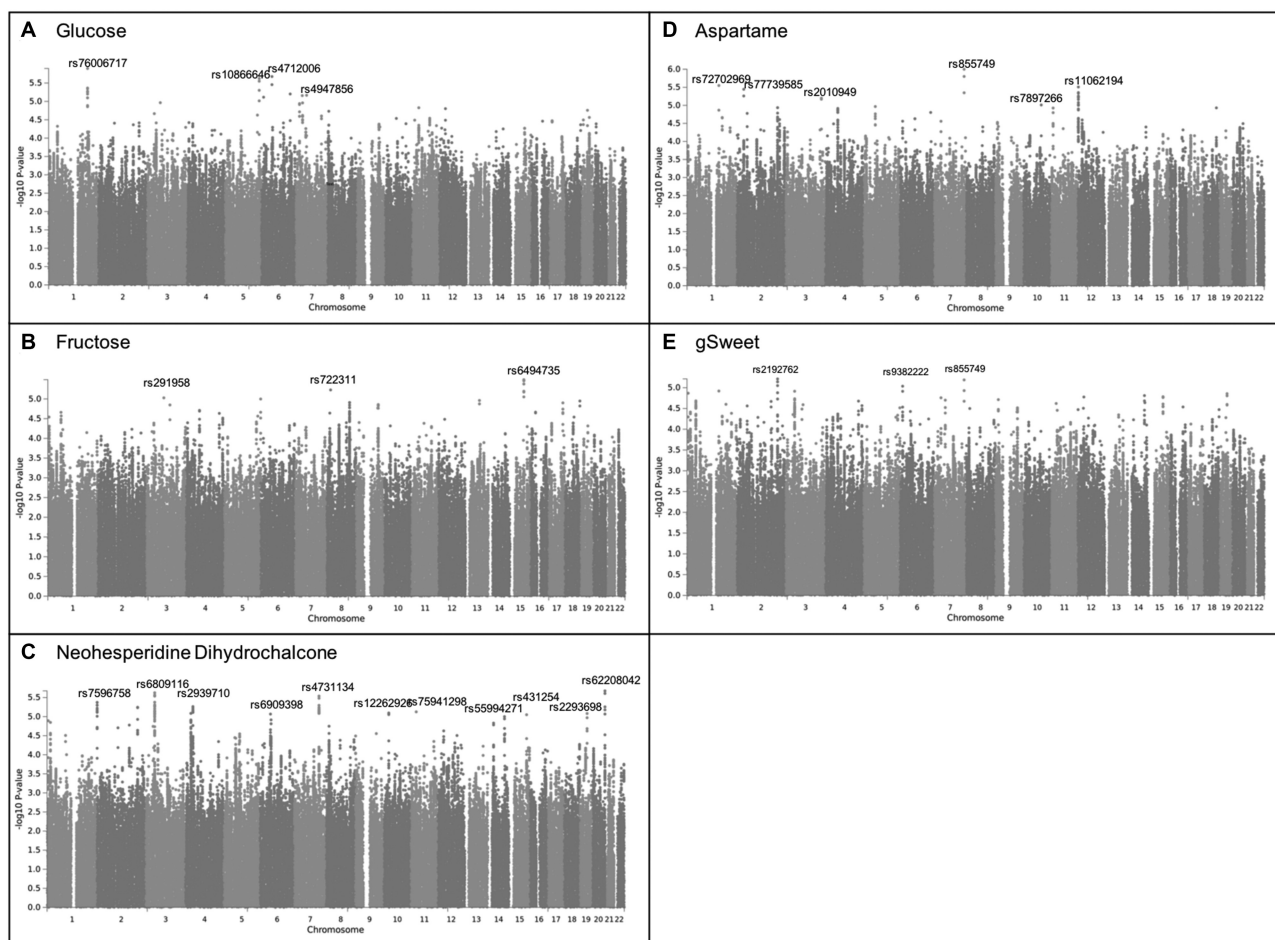 A Glucose
rs76006717
rs10866646
rs4712006
rs4947856
-log10 P-value
5.5
5.0
4.5
4.0
3.5
3.0
2.5
2.0
1.5
1.0
0.5
0.0
1 2 3 4 5 6 7 8 9 10 11 12 13 14 15 16 17 18 19 20 21 22
Chromosome
D Aspartame
rs72702969
rs77739585
rs2010949
rs855749
rs7897266
rs11062194
-log10 P-value
6.0
5.5
5.0
4.5
4.0
3.5
3.0
2.5
2.0
1.5
1.0
0.5
0.0
1 2 3 4 5 6 7 8 9 10 11 12 13 14 15 16 17 18 19 20 21 22
Chromosome
B Fructose
rs291958
rs722311
rs6494735
-log10 P-value
5.0
4.5
4.0
3.5
3.0
2.5
2.0
1.5
1.0
0.5
0.0
1 2 3 4 5 6 7 8 9 10 11 12 13 14 15 16 17 18 19 20 21 22
Chromosome
E gSweet
rs2192762
rs9382222
rs855749
-log10 P-value
5.0
4.5
4.0
3.5
3.0
2.5
2.0
1.5
1.0
0.5
0.0
1 2 3 4 5 6 7 8 9 10 11 12 13 14 15 16 17 18 19 20 21 22
Chromosome
C Neohesperidine Dihydrochalcone
rs7596758
rs6809116
rs2939710
rs6909398
rs4731134
rs12262926
rs75941298
rs55994271
rs431254
rs2293698
rs62208042
-log10 P-value
5.5
5.0
4.5
4.0
3.5
3.0
2.5
2.0
1.5
1.0
0.5
0.0
1 2 3 4 5 6 7 8 9 10 11 12 13 14 15 16 17 18 19 20 21 22
Chromosome